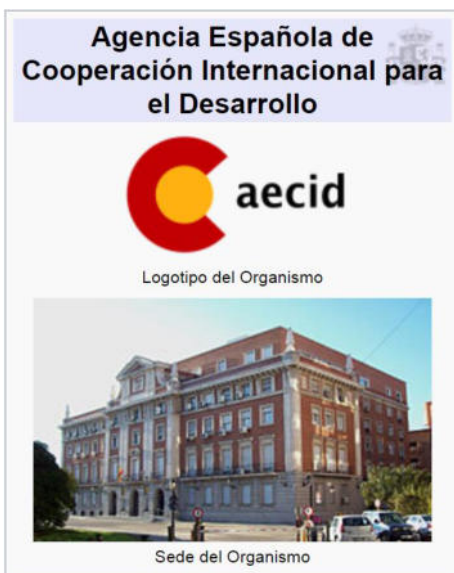 Agencia Española de
Cooperación Internacional para
el Desarrollo
aecid
Logotipo del Organismo
Sede del Organismo